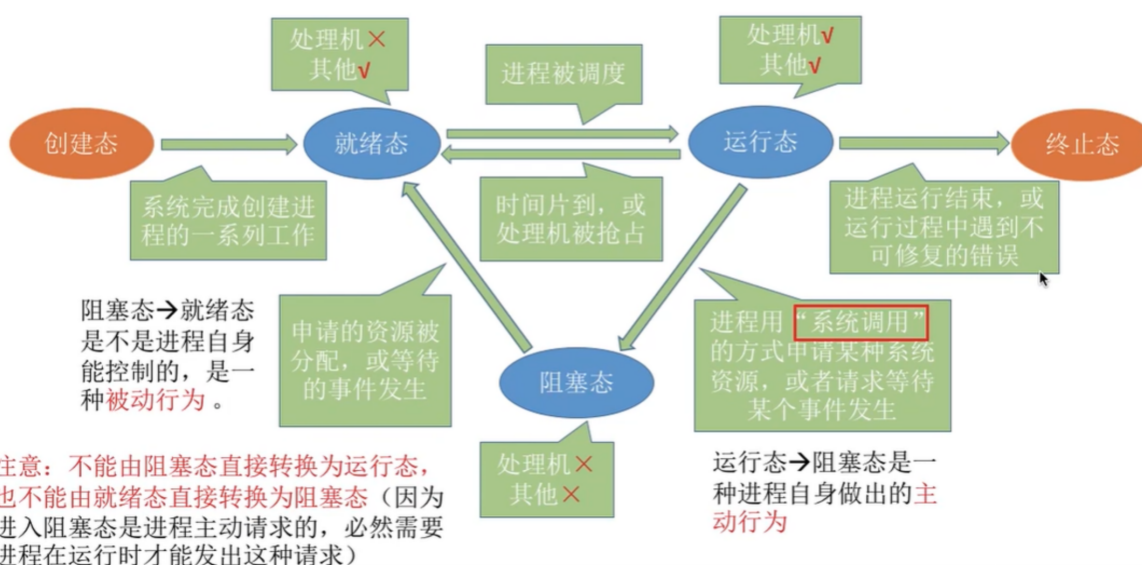 处理机×
其他√
进程被调度
处理机√
其他√
创建态
就绪态
运行态
终止态
系统完成创建进
程的一系列工作
时间片到，或
处理机被抢占
进程运行结束，或
运行过程中遇到不
可修复的错误
阻塞态→就绪态
是不是进程自身
能控制的，是一
种被动行为。
申请的资源被
分配，或等待
的事件发生
进程用“系统调用”
的方式申请某种系统
资源，或者请求等待
某个事件发生
阻塞态
处理机×
其他×
运行态→阻塞态是一
种进程自身做出的主
动行为
注意：不能由阻塞态直接转换为运行态，
也不能由就绪态直接转换为阻塞态（因为
进入阻塞态是进程主动请求的，必然需要
进程在运行时才能发出这种请求）